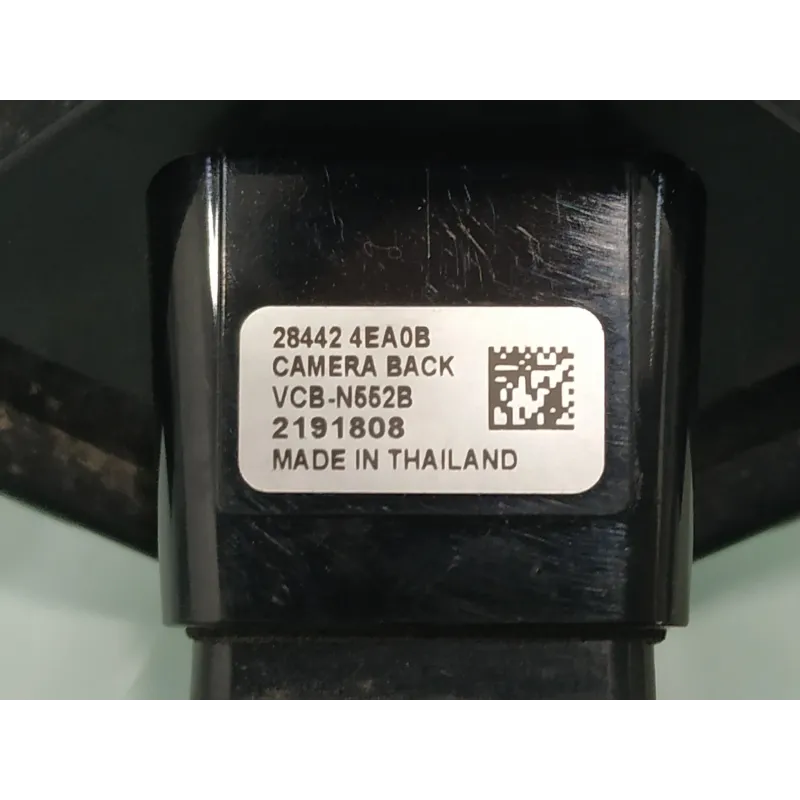 28442 4EA0B
CAMERA BACK
VCB-N552B
2191808
MADE IN THAILAND